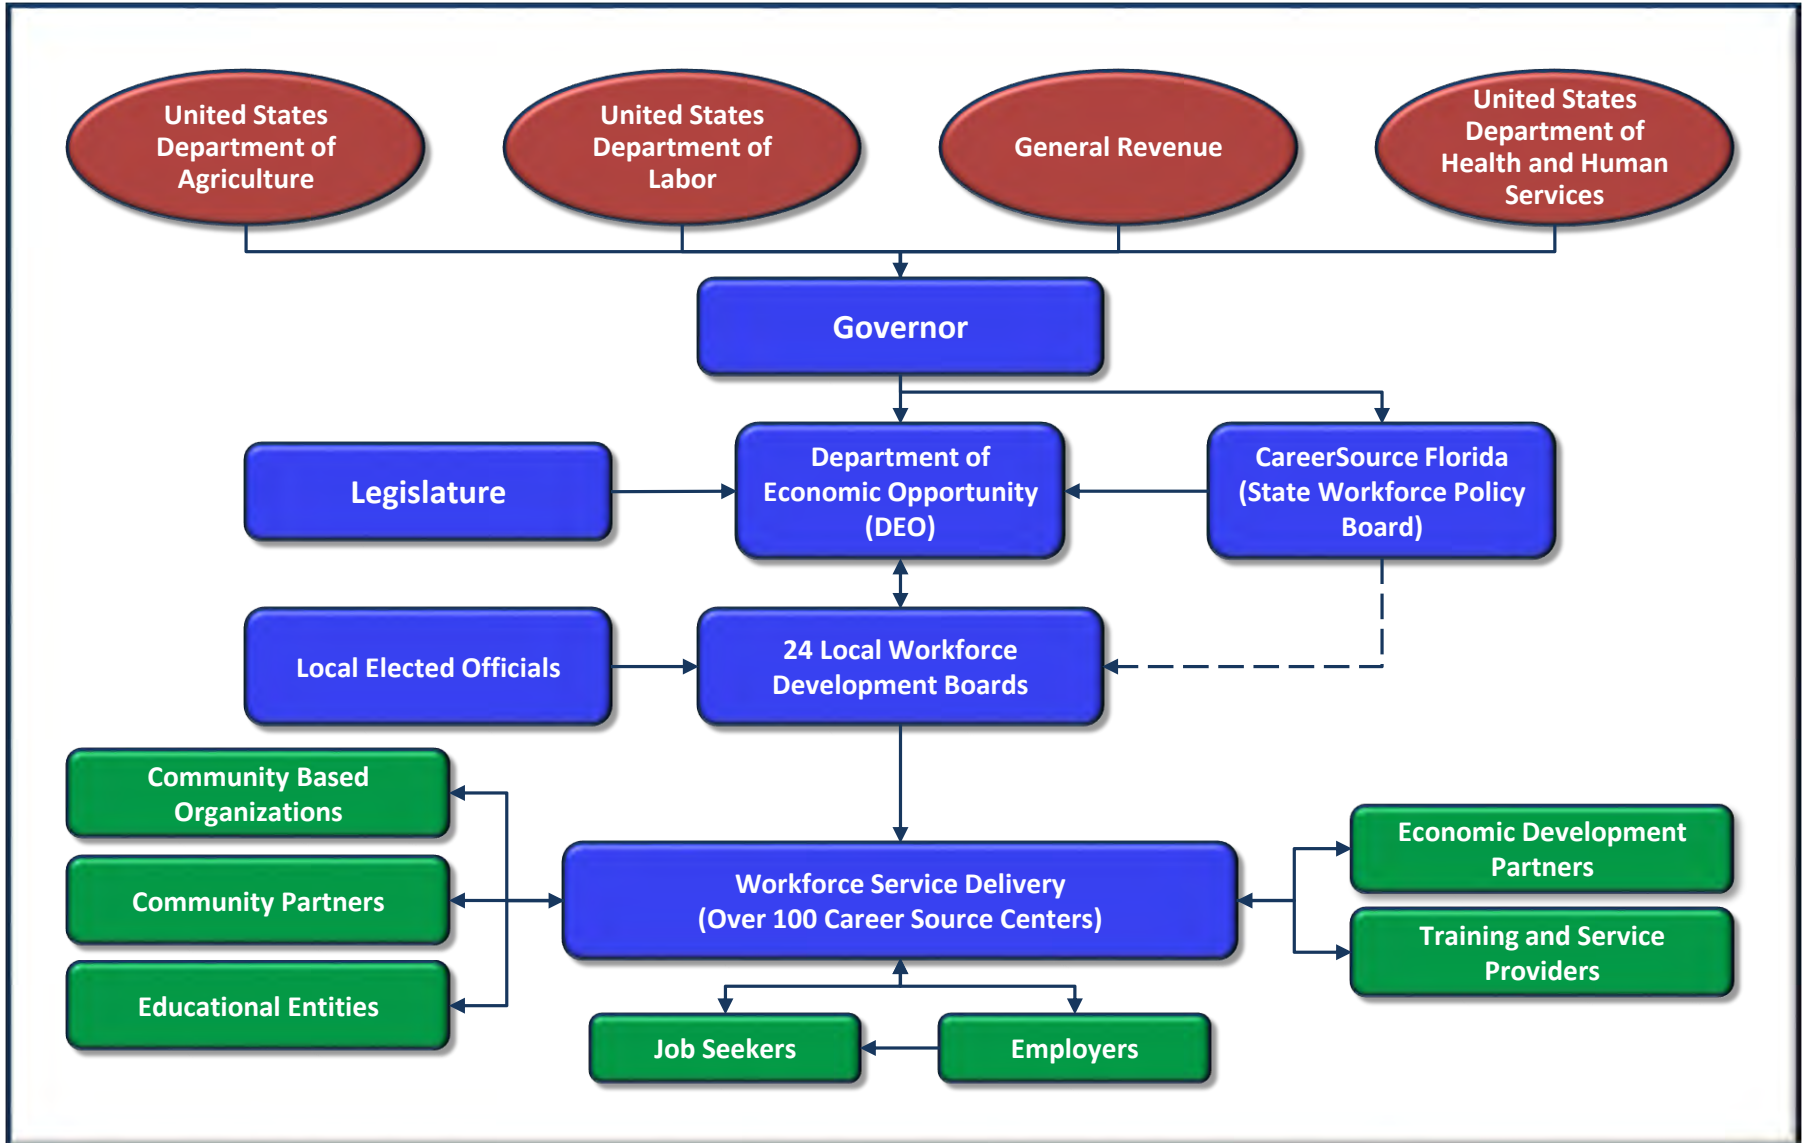 United States
Department of
Agriculture
United States
Department of
Labor
General Revenue
United States
Department of
Health and Human
Services
Governor
Legislature
Department of
Economic Opportunity
(DEO)
CareerSource Florida
(State Workforce Policy
Board)
Local Elected Officials
24 Local Workforce
Development Boards
Community Based
Organizations
Community Partners
Educational Entities
Workforce Service Delivery
(Over 100 Career Source Centers)
Economic Development
Partners
Training and Service
Providers
Job Seekers
Employers